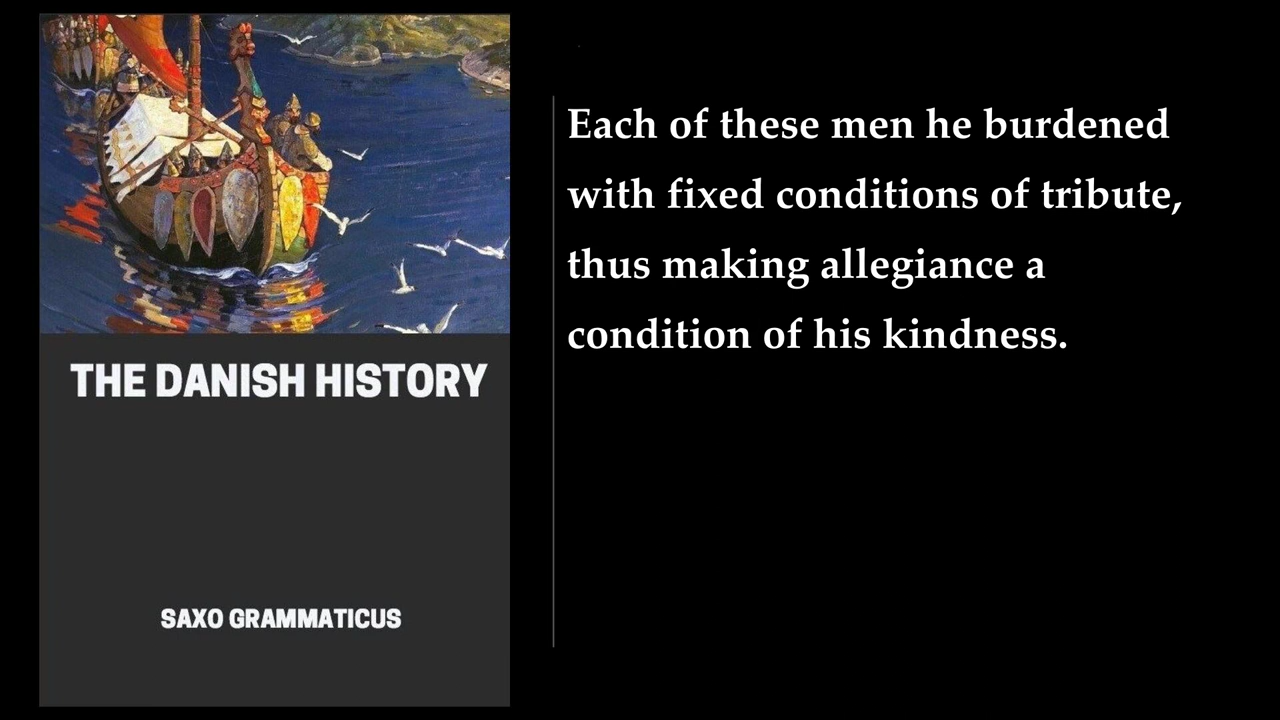 THE DANISH HISTORY
SAXO GRAMMATICUS
Each of these men he burdened
with fixed conditions of tribute,
thus making allegiance a
condition of his kindness.